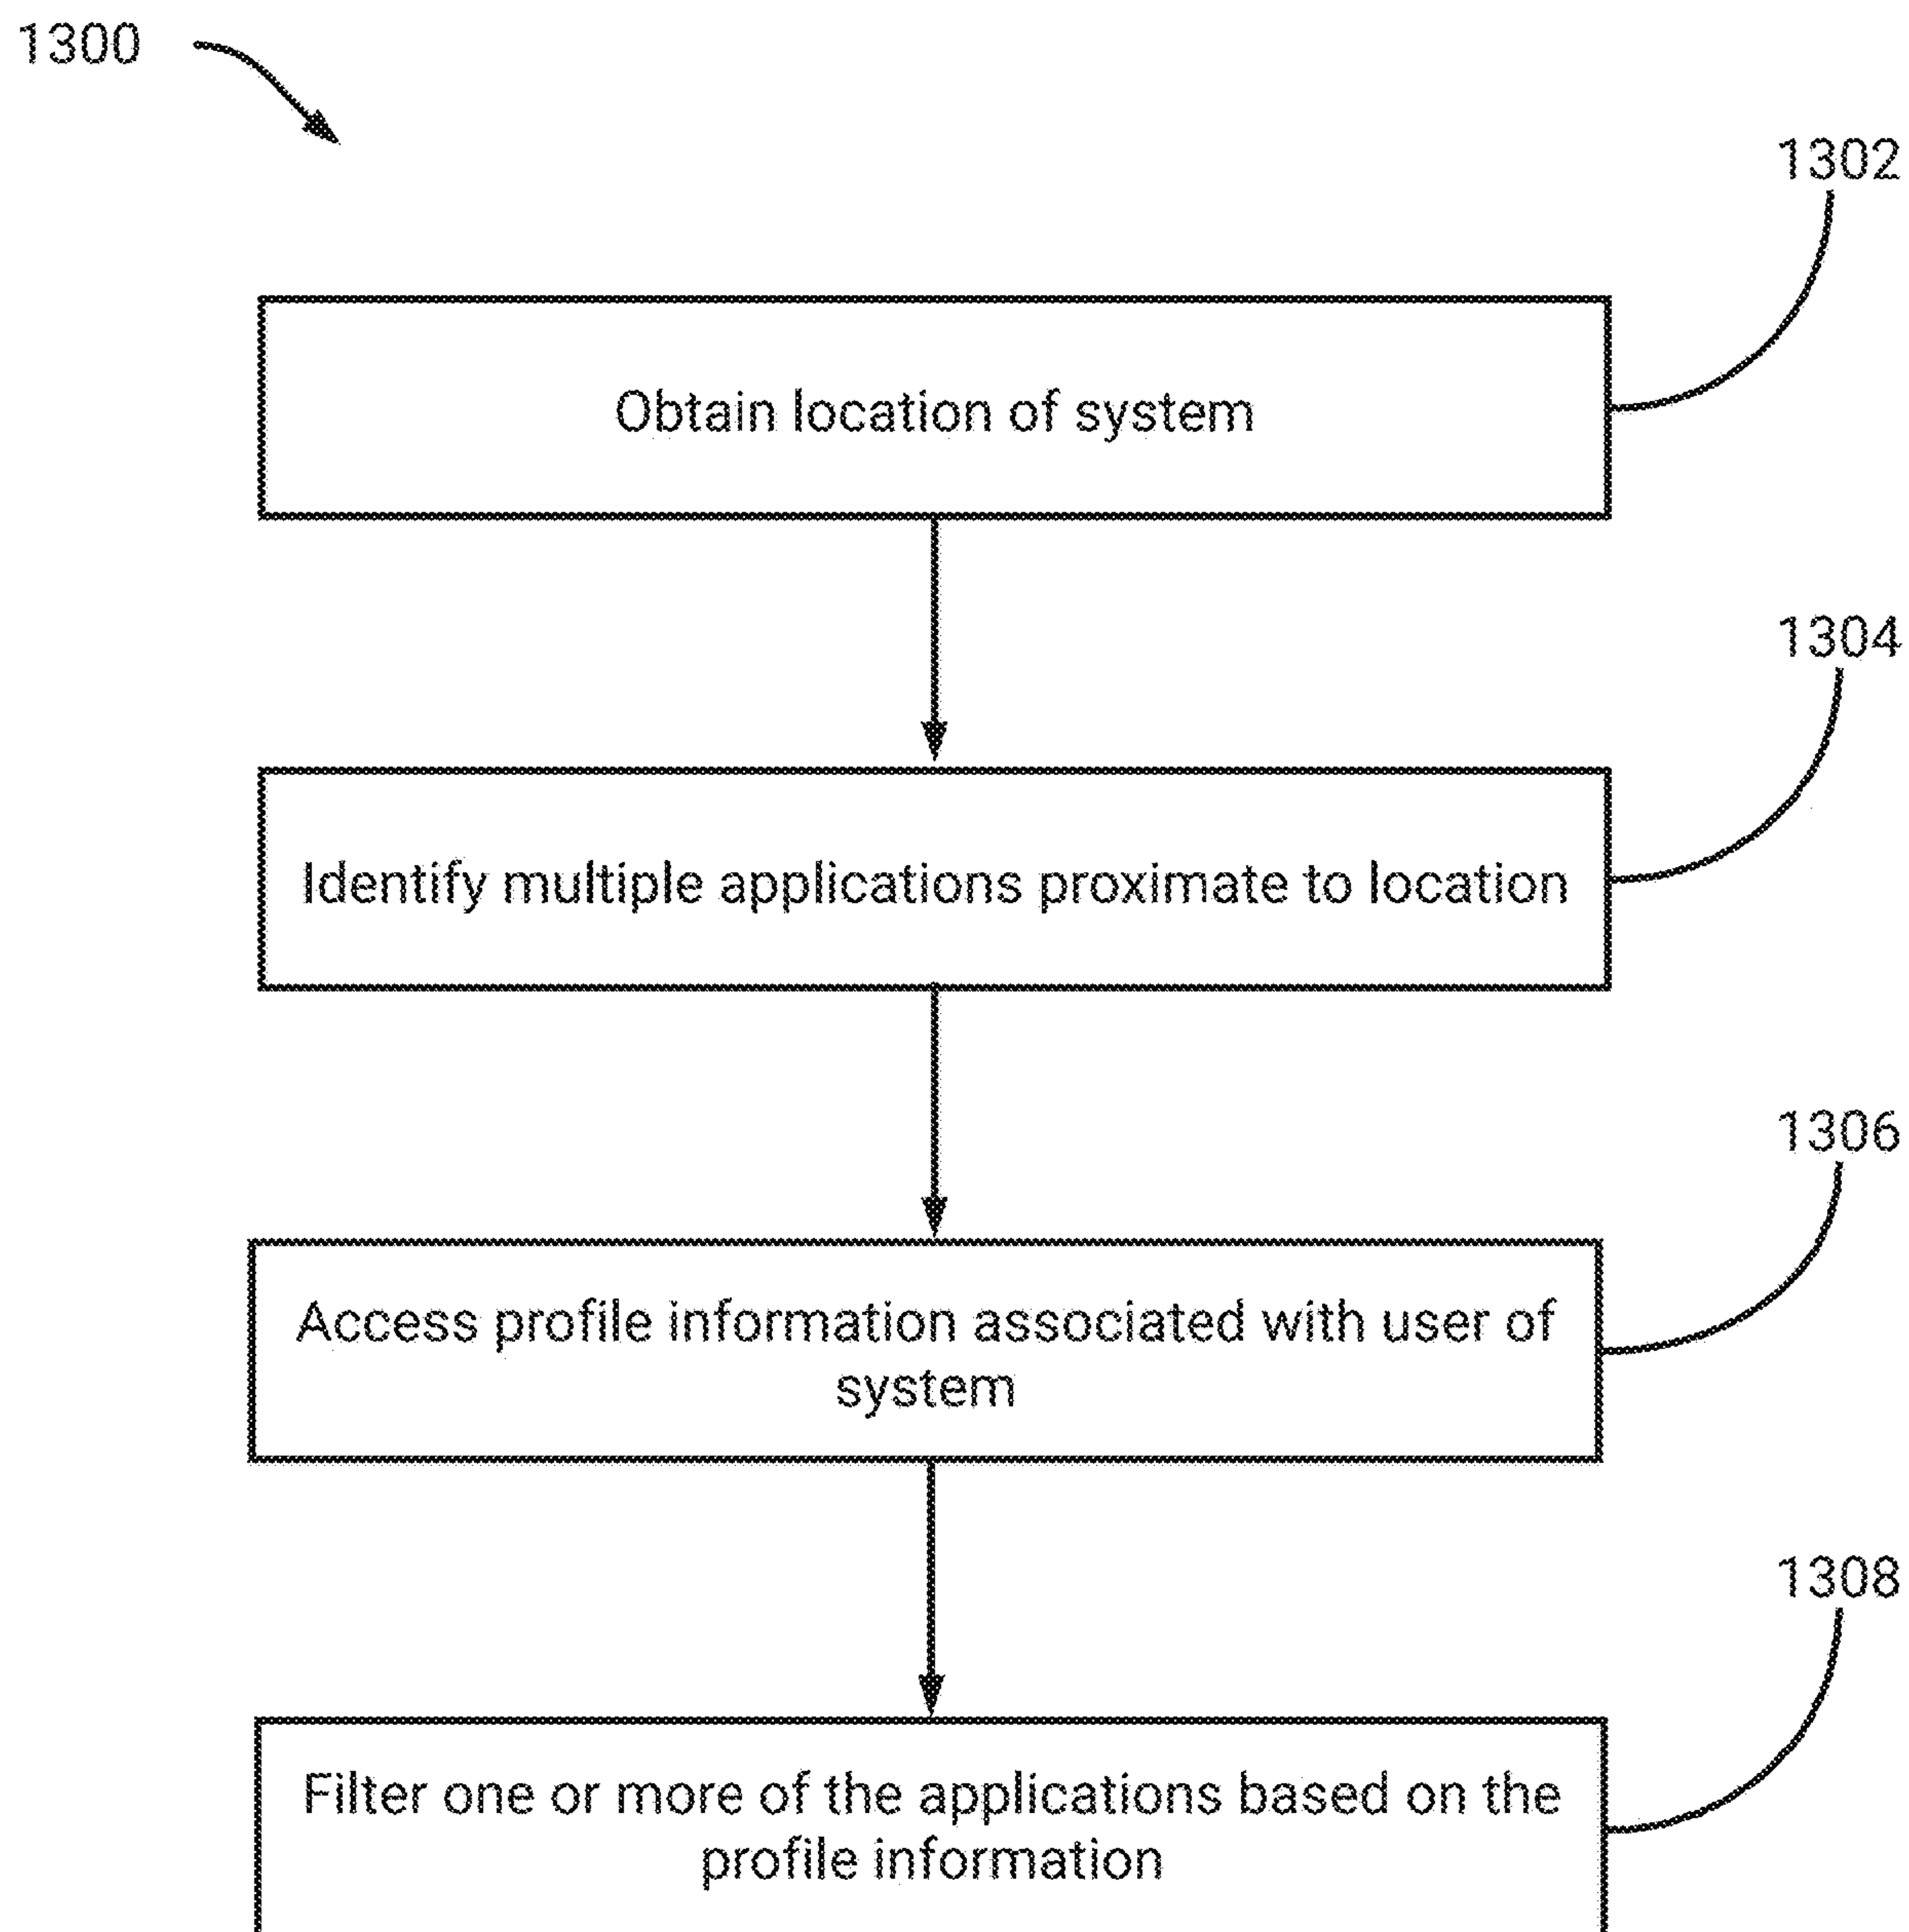 1300
1302
Obtain location of system
1304
Identify multiple applications proximate to location
1306
Access profile information associated with user of
system
1308
Filter one or more of the applications based on the
profile information